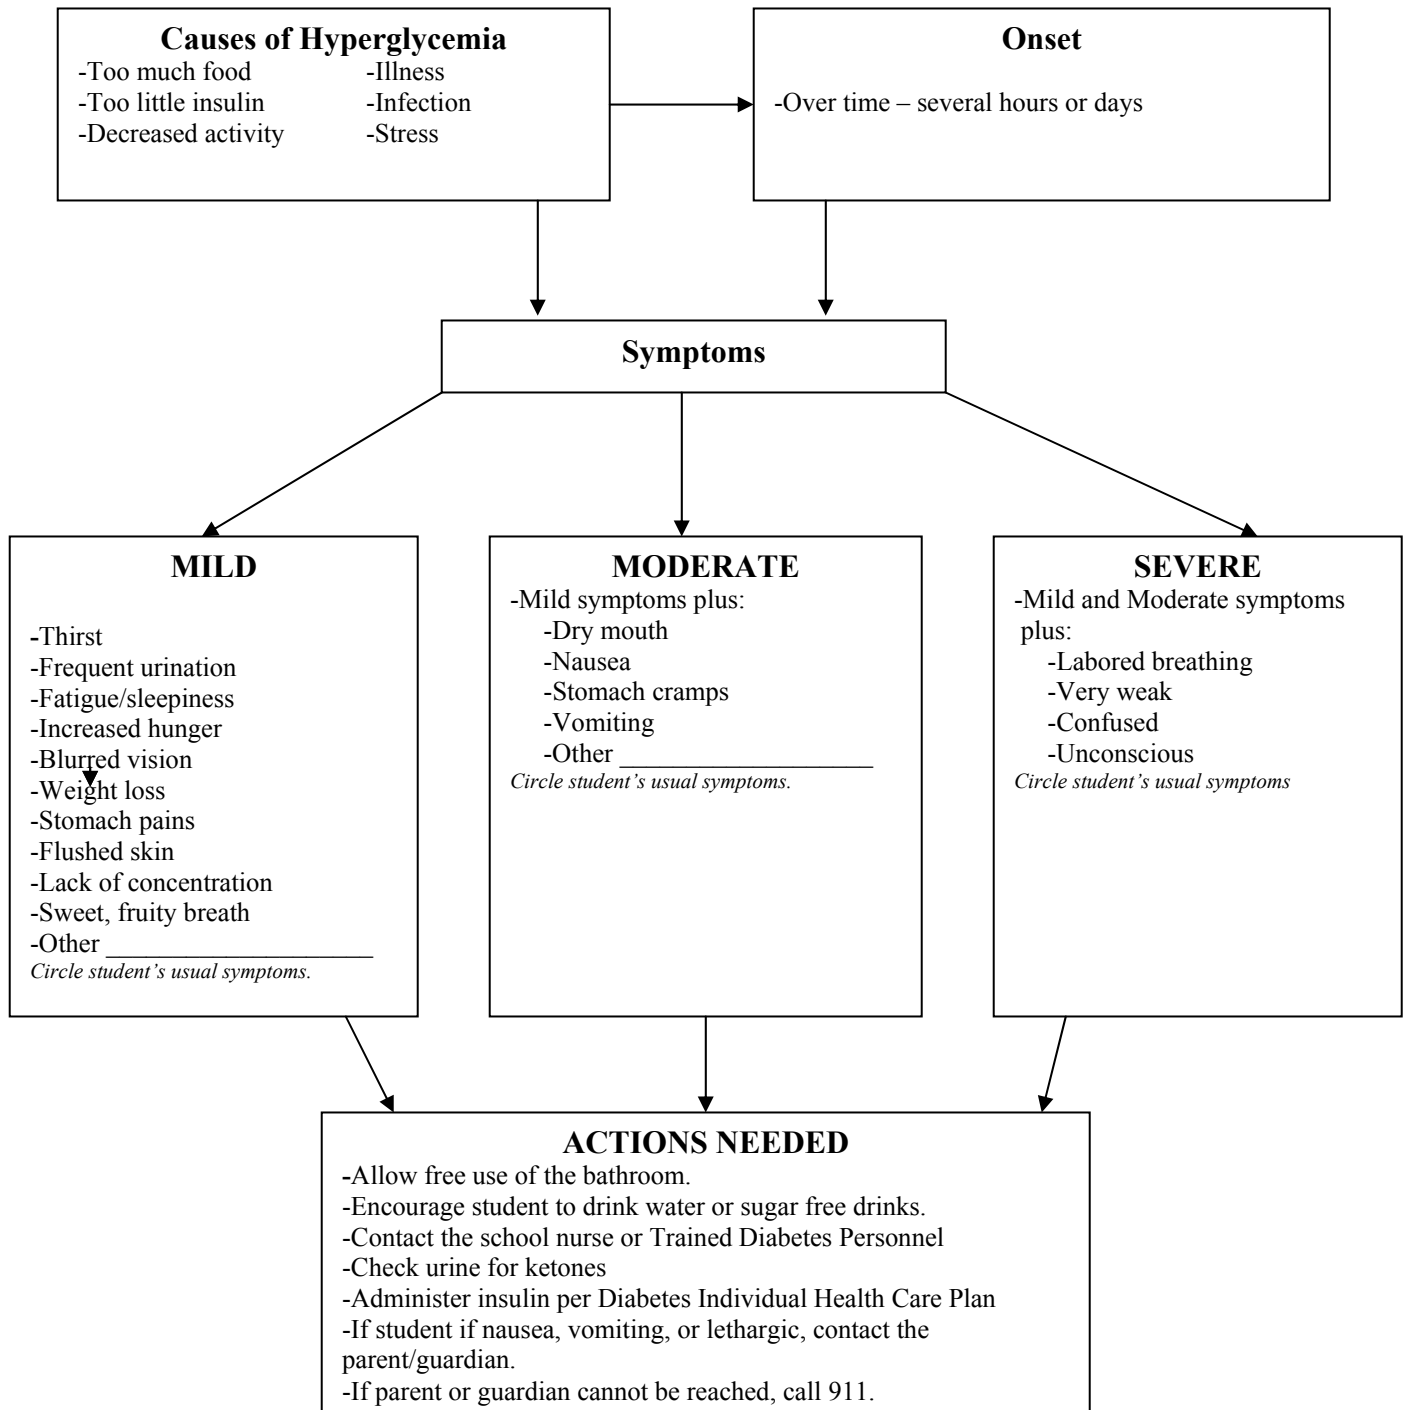 Causes of Hyperglycemia
-Too much food -Illness
-Too little insulin -Infection
-Decreased activity -Stress
Onset
-Over time – several hours or days
Symptoms
MILD
-Thirst
-Frequent urination
-Fatigue/sleepiness
-Increased hunger
-Blurred vision
-Weight loss
-Stomach pains
-Flushed skin
-Lack of concentration
-Sweet, fruity breath
-Other ____________________
Circle student’s usual symptoms.
MODERATE
-Mild symptoms plus:
-Dry mouth
-Nausea
-Stomach cramps
-Vomiting
-Other ___________________
Circle student’s usual symptoms.
SEVERE
-Mild and Moderate symptoms
plus:
-Labored breathing
-Very weak
-Confused
-Unconscious
Circle student’s usual symptoms
ACTIONS NEEDED
-Allow free use of the bathroom.
-Encourage student to drink water or sugar free drinks.
-Contact the school nurse or Trained Diabetes Personnel
-Check urine for ketones
-Administer insulin per Diabetes Individual Health Care Plan
-If student if nausea, vomiting, or lethargic, contact the
parent/guardian.
-If parent or guardian cannot be reached, call 911.